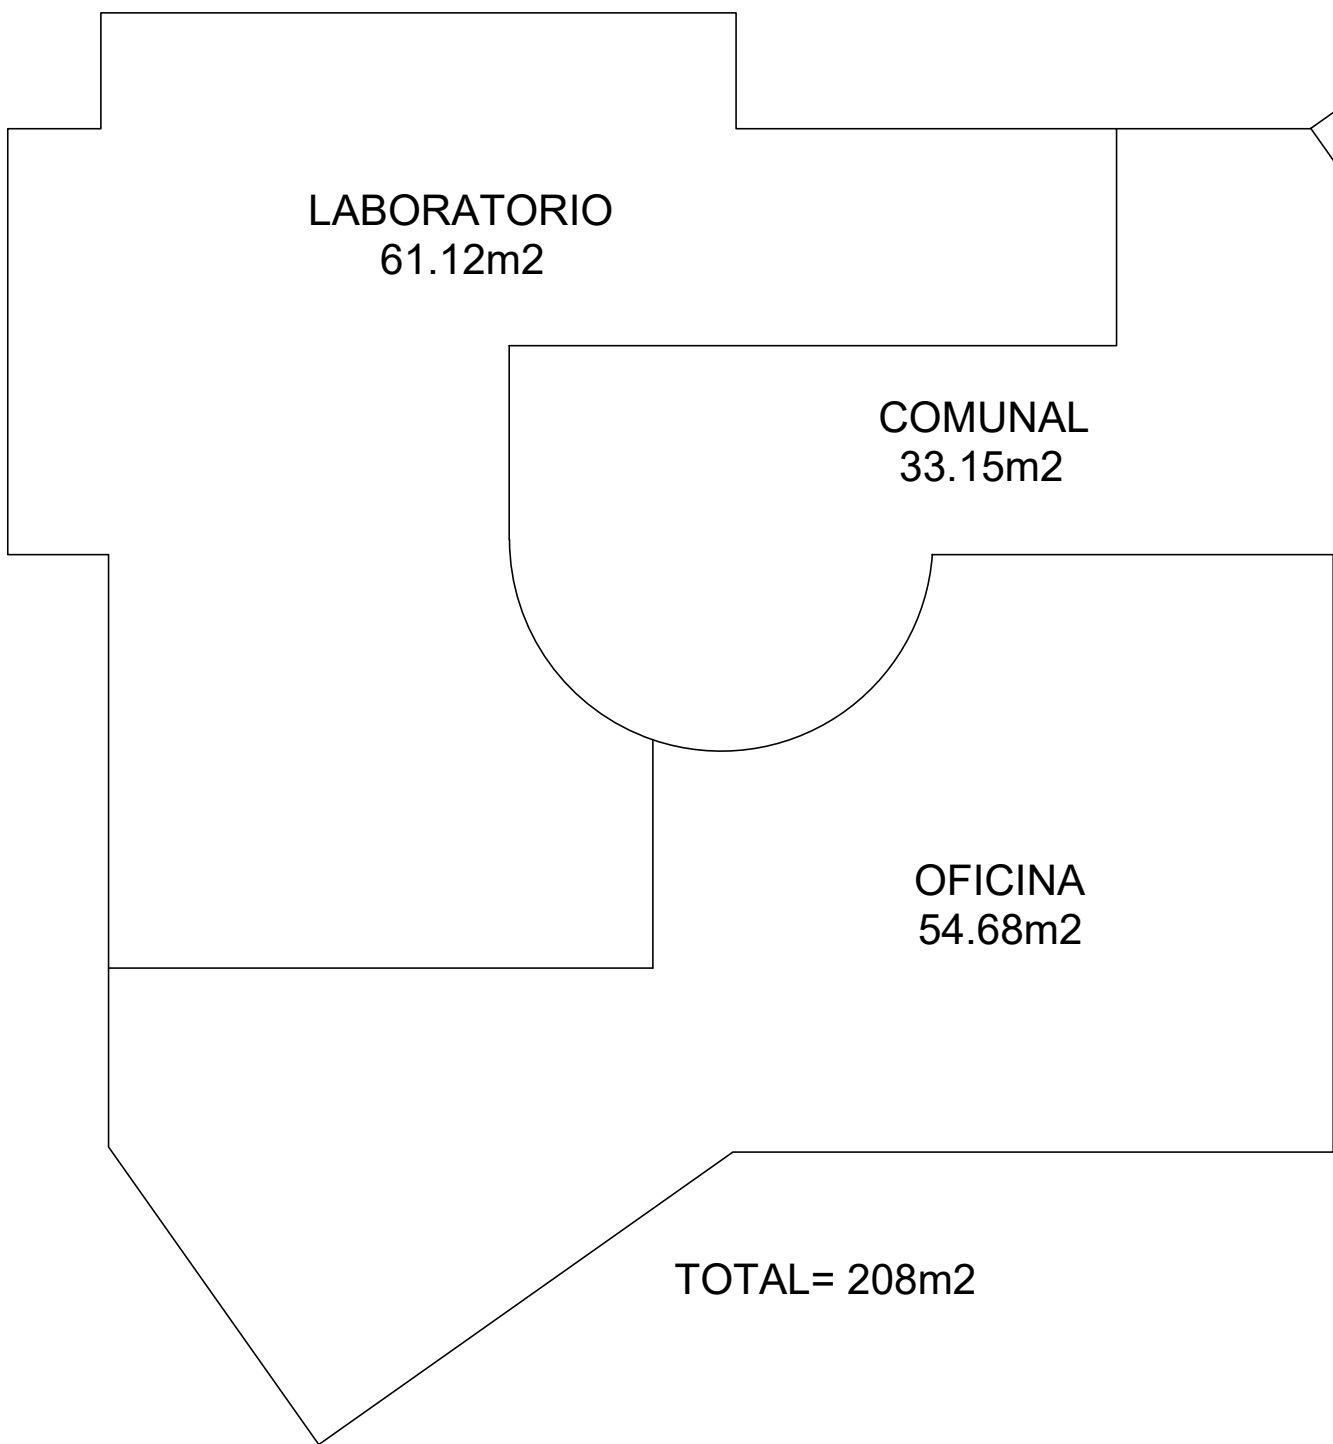 LABORATORIO
61.12m2
COMUNAL
33.15m2
OFICINA
54.68m2
TOTAL= 208m2